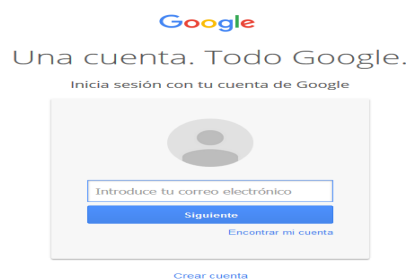 Google
Una cuenta. Todo Google.
Inicia sesión con tu cuenta de Google
Introduce tu correo electrónico
Siguiente
Encontrar mi cuenta
Crear cuenta